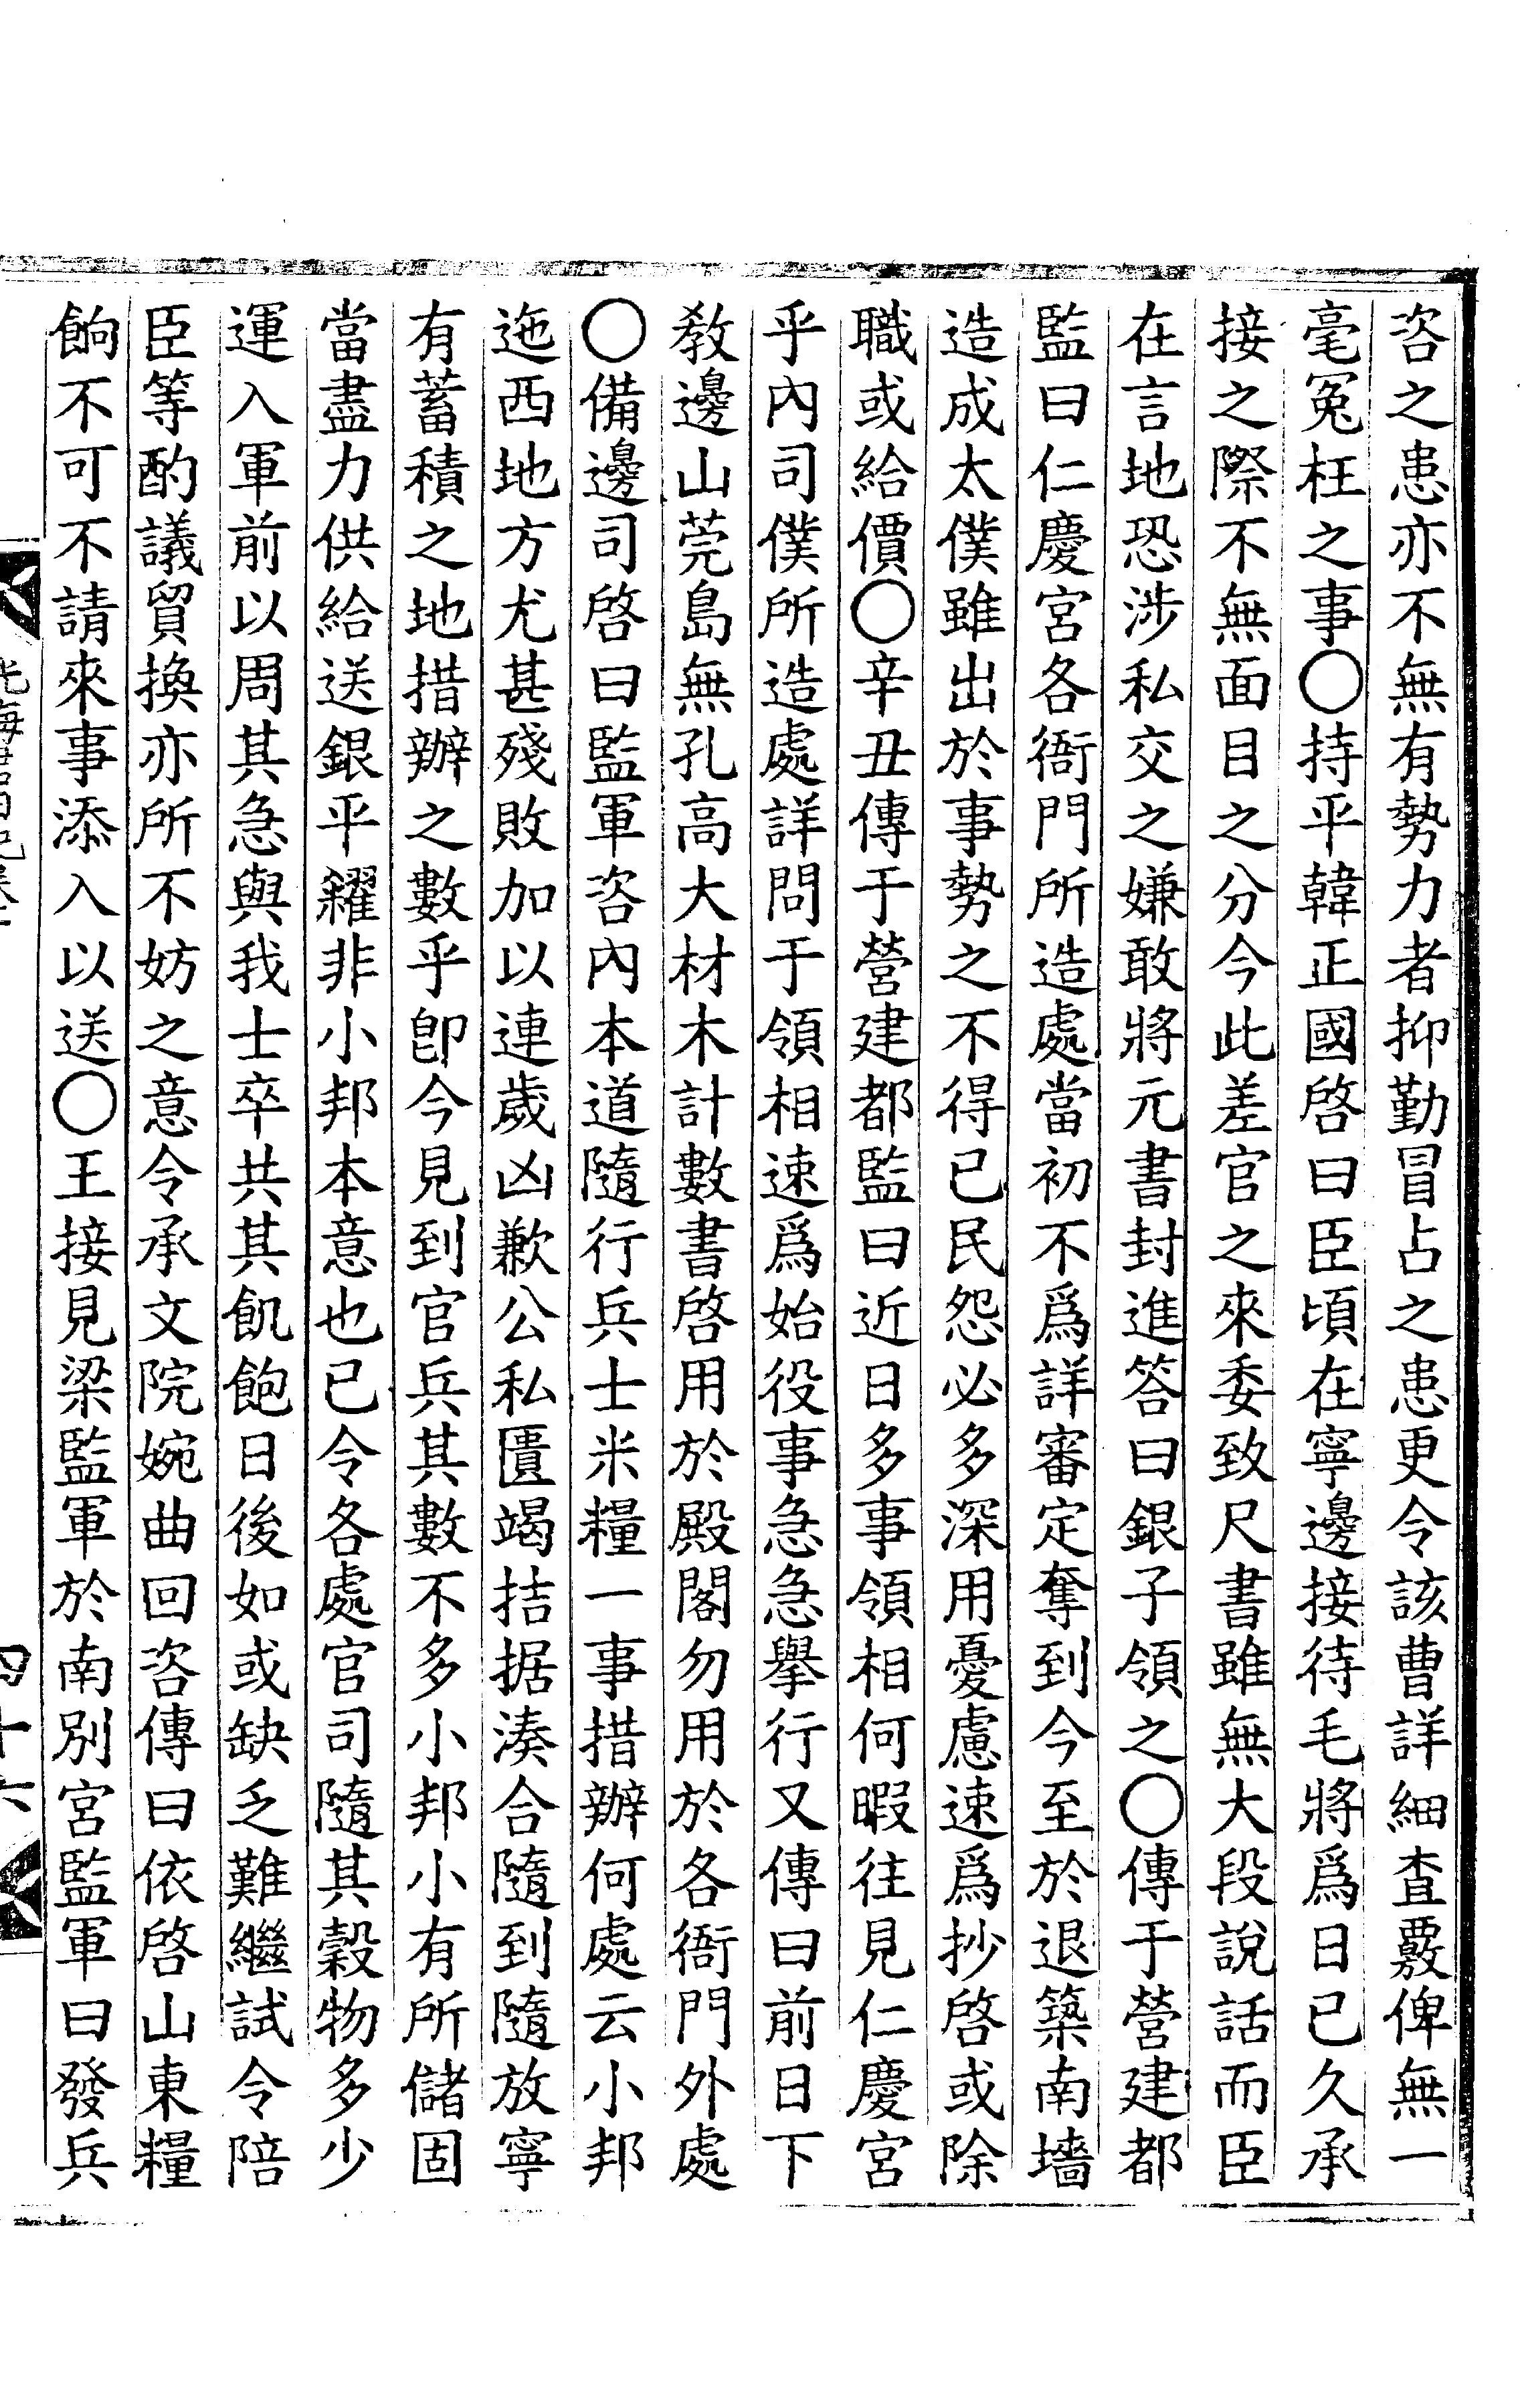 咨之患亦不無有勢力者抑勤冒占之患更令該曹詳細査覈俾無一
毫冤枉之事○持平韓正國啓曰臣頃在寧邊接待毛將爲日已久承
接之際不無面目之分今此差官之來委致尺書雖無大段說話而臣
在言地恐涉私交之嫌敢將元書封進答曰銀子領之○傳于營建都
監曰仁慶宮各衙門所造處當初不爲詳審定奪到今至於退築南墻
造成太僕雖出於事勢之不得已民怨必多深用憂慮速爲抄啓或除
職或給價○辛丑傳于營建都監曰近日多事領相何暇往見仁慶宮
乎內司僕所造處詳問于領相速爲始役事急急擧行又傳曰前日下
敎邊山莞島無孔高大材木計數書啓用於殿閣勿用於各衙門外處
○備邊司啓曰監軍咨內本道隨行兵士米糧一事措辦何處云小邦
迤西地方尤甚殘敗加以連歲凶歉公私匱竭拮据湊合隨到隨放寧
有蓄積之地措辦之數乎卽今見到官兵其數不多小邦小有所儲固
當盡力供給送銀平糴非小邦本意也已令各處官司隨其穀物多少
運入軍前以周其急與我士卒共其飢飽日後如或缺乏難繼試令陪
臣等酌議貿換亦所不妨之意令承文院婉曲回咨傳曰依啓山東糧
餉不可不請來事添入以送○王接見梁監軍於南別宮監軍曰發兵
四十六